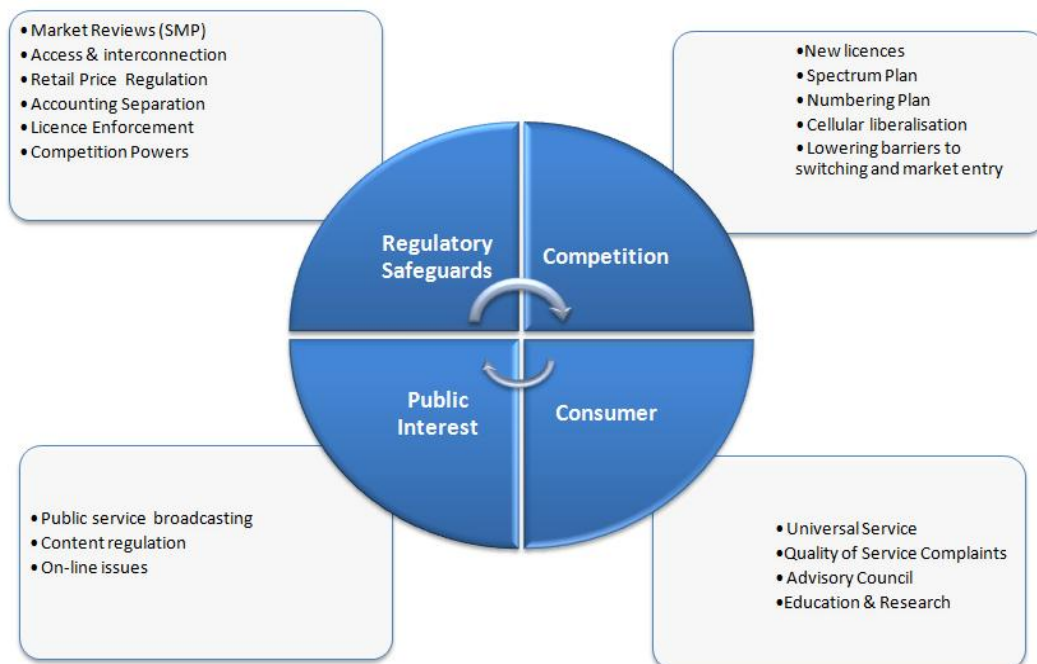 •Market Reviews (SMP)
•Access & interconnection
•Retail Price Regulation
•Accounting Separation
•Licence Enforcement
•Competition Powers
•New licences
•Spectrum Plan
•Numbering Plan
•Cellular liberalisation
•Lowering barriers to
switching and market entry
Regulatory
Safeguards
Competition
Public
Interest
Consumer
•Public service broadcasting
•Content regulation
•On-line issues
•Universal Service
•Quality of Service Complaints
•Advisory Council
•Education & Research